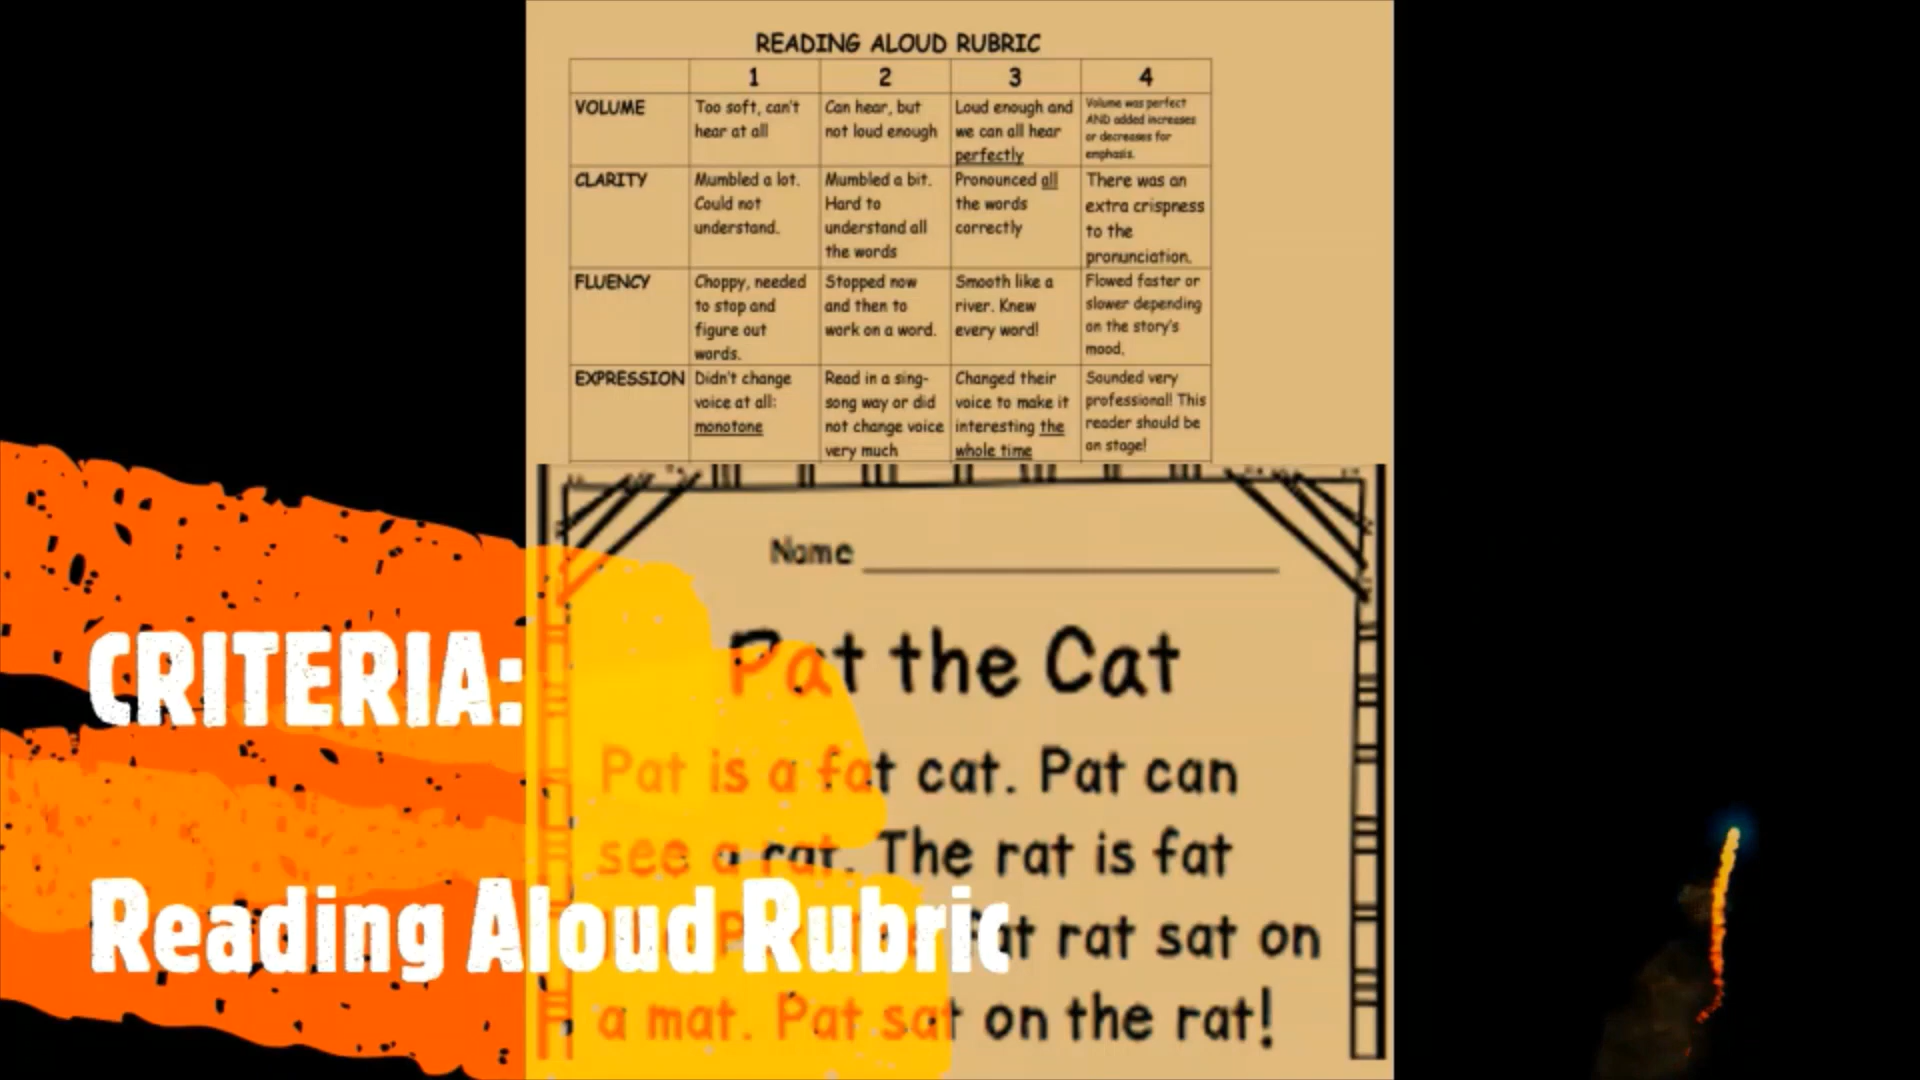 READING ALOUD RUBRIC
1 2 3 4
VOLUME
Too soft, can't
hear at all
Can hear, but
not loud enough
Loud enough and
we can all hear
perfectly
Volume was perfect
AND added increases
or decreases for
emphasis.
CLARITY
Mumbled a lot.
Could not
understand.
Mumbled a bit.
Hard to
understand all
the words
Pronounced all
the words
correctly
There was an
extra crispness
to the
pronunciation.
FLUENCY
Choppy, needed
to stop and
figure out
words.
Stopped now
and then to
work on a word.
Smooth like a
river. Knew
every word!
Flowed faster or
slower depending
on the story's
mood.
EXPRESSION
Didn't change
voice at all:
monotone
Read in a sing-
song way or did
not change voice
very much
Changed their
voice to make it
interesting the
whole time
Sounded very
professional! This
reader should be
on stage!
Name
Pat the Cat
Pat is a fat cat. Pat can
see a rat. The rat is fat
rat sat on
a mat. Pat sat on the rat!
CRITERIA:
Reading Aloud Rubric